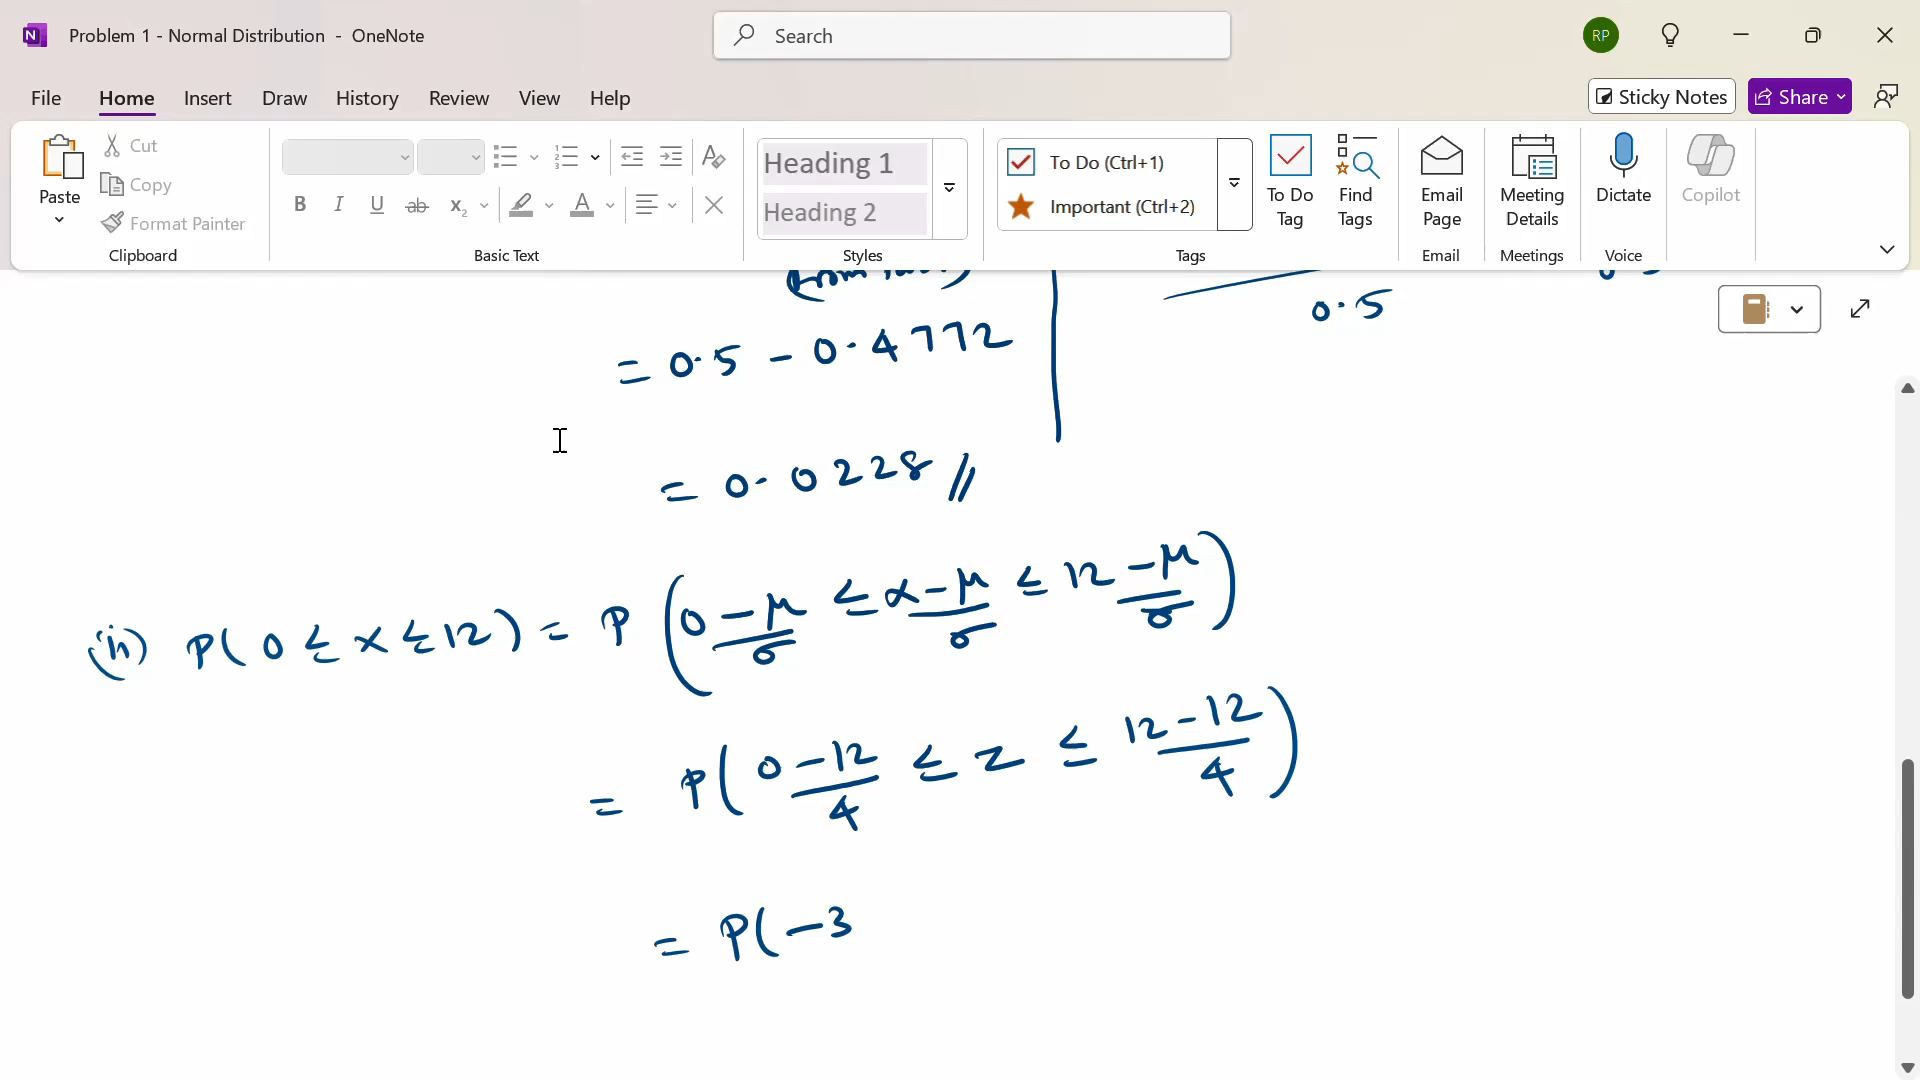 Problem 1 - Normal Distribution - OneNote
Search
RP
File Home Insert Draw History Review View Help
Sticky Notes Share
Paste Cut Copy Format Painter
Clipboard
B I U ab x₂ A
Basic Text
Heading 1
Heading 2
Styles
To Do (Ctrl+1)
Important (Ctrl+2)
To Do Tag
Find Tags
Tags
Email Page
Email
Meeting Details
Meetings
Dictate
Voice
Copilot
0.5
= 0.5 - 0.4772
= 0.0228 //
(ii) P(0 ≤ x ≤ 12) = P((0-μ)/σ ≤ (x-μ)/σ ≤ (12-μ)/σ)
= P((0-12)/4 ≤ z ≤ (12-12)/4)
= P(-3